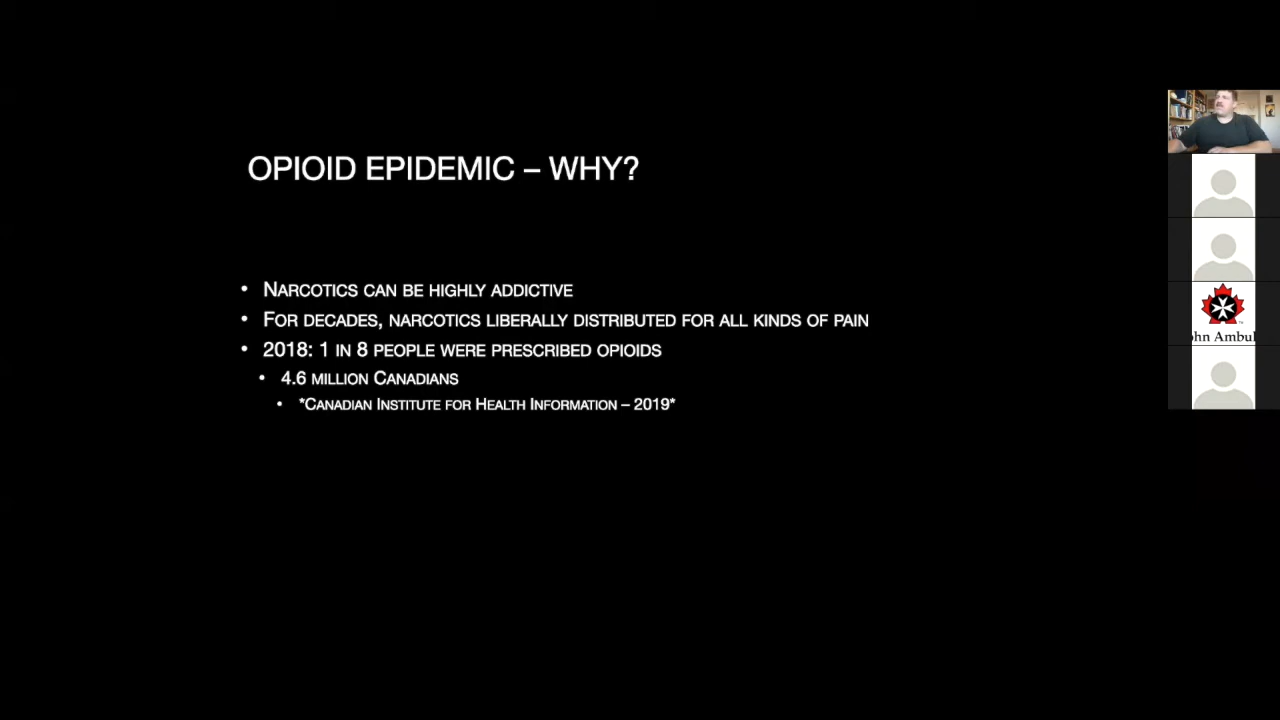 OPIOID EPIDEMIC – WHY?
• NARCOTICS CAN BE HIGHLY ADDICTIVE
• FOR DECADES, NARCOTICS LIBERALLY DISTRIBUTED FOR ALL KINDS OF PAIN
• 2018: 1 IN 8 PEOPLE WERE PRESCRIBED OPIOIDS
• 4.6 MILLION CANADIANS
• *CANADIAN INSTITUTE FOR HEALTH INFORMATION – 2019*
ohn Ambul